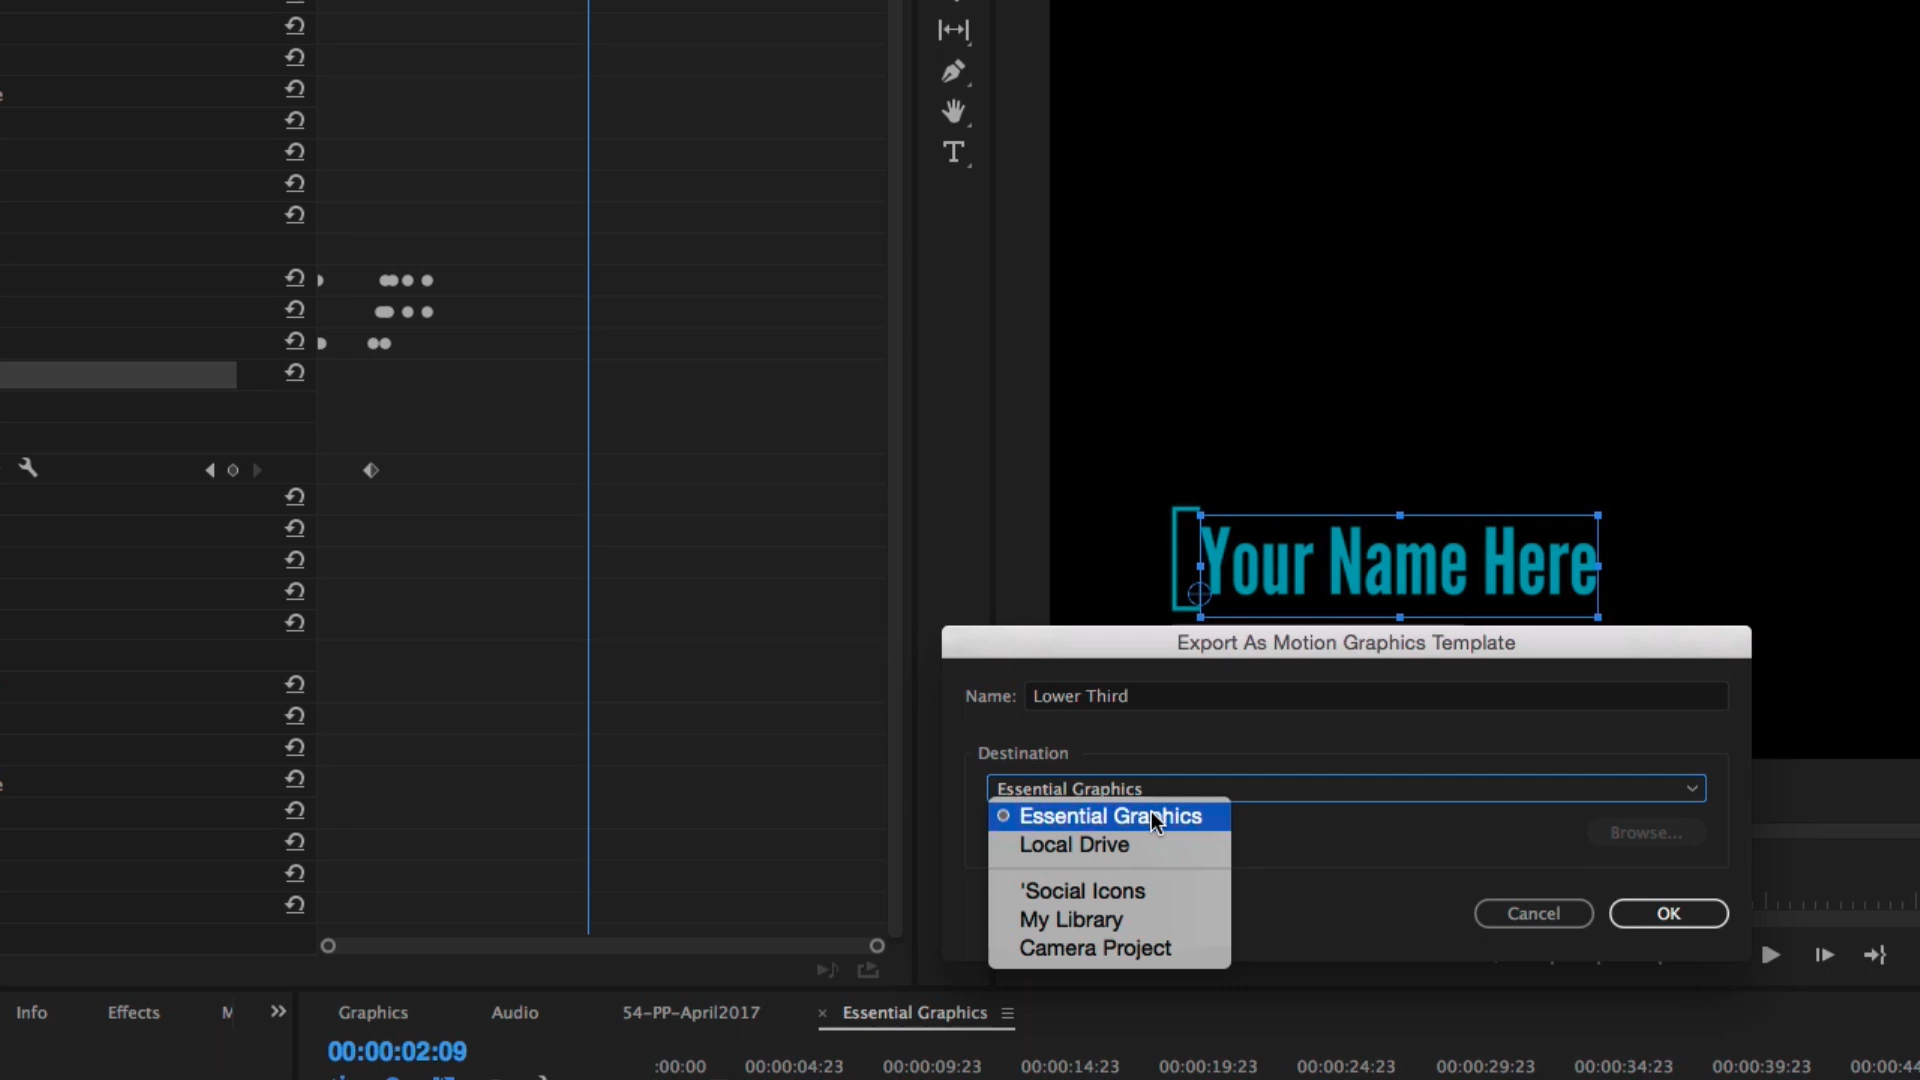 T
Your Name Here
Export As Motion Graphics Template
Name: Lower Third
Destination
Essential Graphics
Essential Graphics
Local Drive
Browse...
'Social Icons
My Library
Camera Project
Cancel
OK
Info Effects M Graphics Audio 54-PP-April2017 × Essential Graphics
00:00:02:09
:00:00 00:00:04:23 00:00:09:23 00:00:14:23 00:00:19:23 00:00:24:23 00:00:29:23 00:00:34:23 00:00:39:23 00:00:44